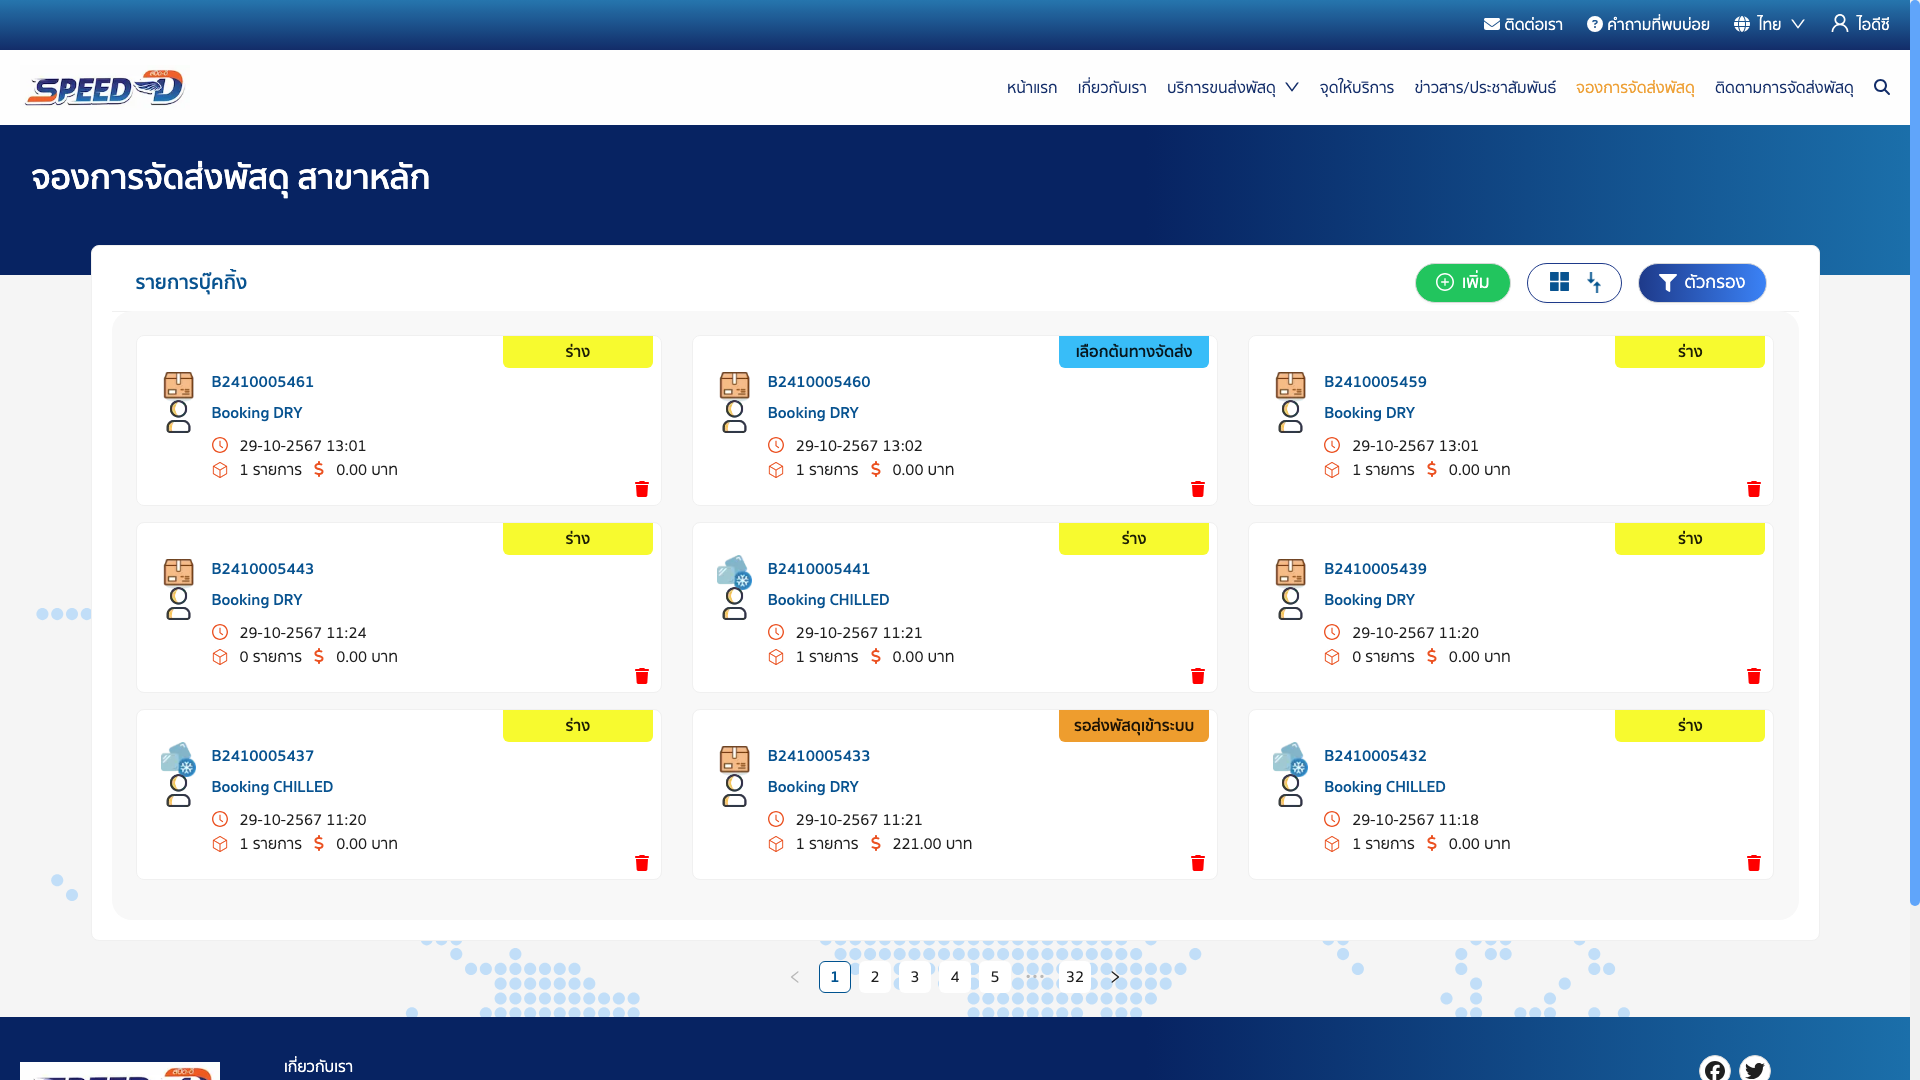 ติดต่อเรา คำถามที่พบบ่อย ไทย ไอดีซี
สปีด-ดี
SPEED D
หน้าแรก เกี่ยวกับเรา บริการขนส่งพัสดุ จุดให้บริการ ข่าวสาร/ประชาสัมพันธ์ จองการจัดส่งพัสดุ ติดตามการจัดส่งพัสดุ
จองการจัดส่งพัสดุ สาขาหลัก
รายการบุ๊คกิ้ง
เพิ่ม
ตัวกรอง
ร่าง
B2410005461
Booking DRY
29-10-2567 13:01
1 รายการ $ 0.00 บาท
เลือกต้นทางจัดส่ง
B2410005460
Booking DRY
29-10-2567 13:02
1 รายการ $ 0.00 บาท
ร่าง
B2410005459
Booking DRY
29-10-2567 13:01
1 รายการ $ 0.00 บาท
ร่าง
B2410005443
Booking DRY
29-10-2567 11:24
0 รายการ $ 0.00 บาท
ร่าง
B2410005441
Booking CHILLED
29-10-2567 11:21
1 รายการ $ 0.00 บาท
ร่าง
B2410005439
Booking DRY
29-10-2567 11:20
0 รายการ $ 0.00 บาท
ร่าง
B2410005437
Booking CHILLED
29-10-2567 11:20
1 รายการ $ 0.00 บาท
รอส่งพัสดุเข้าระบบ
B2410005433
Booking DRY
29-10-2567 11:21
1 รายการ $ 221.00 บาท
ร่าง
B2410005432
Booking CHILLED
29-10-2567 11:18
1 รายการ $ 0.00 บาท
1 2 3 4 5 ••• 32
เกี่ยวกับเรา
สปีด-ดี
SPEED D